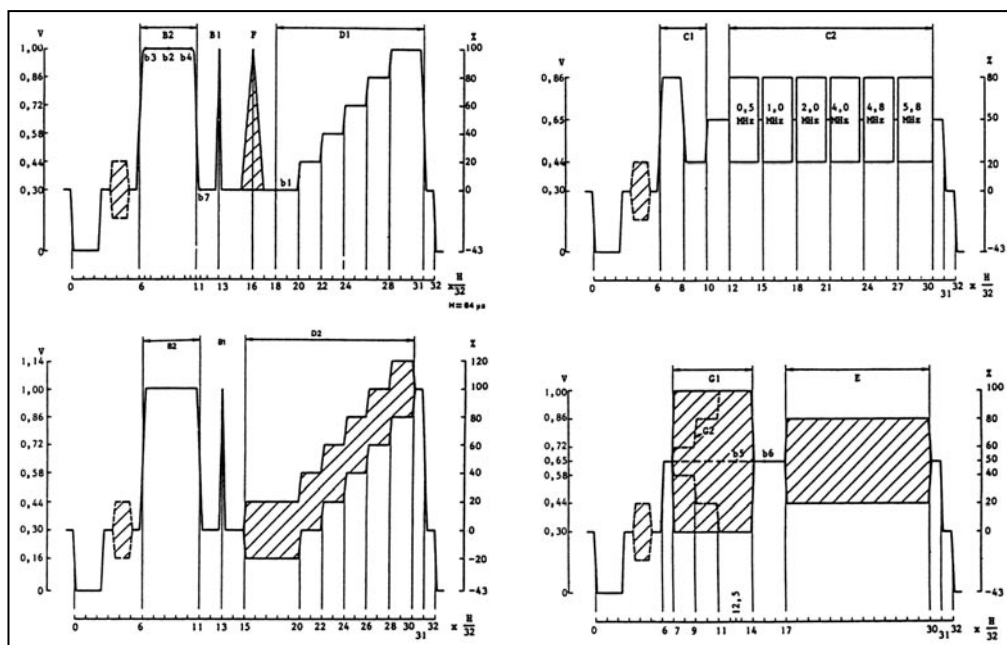 B2 B1 F D1
V %
1,00 b3 b2 b4 100
0,86 80
0,72 60
0,58 40
0,44 20
0,30 b7 b1 0
0 -43
0 6 11 13 16 18 20 22 24 26 28 31 32 x H/32
H = 64 µs
C1 C2
V %
0,86 80
0,5 MHz 1,0 MHz 2,0 MHz 4,0 MHz 4,8 MHz 5,8 MHz
0,65 50
0,44 20
0,30 0
0 -43
0 6 8 10 12 15 18 21 24 27 30 32 x H/32
31
B2 B1 D2
V %
1,14 120
1,00 100
0,86 80
0,72 60
0,58 40
0,44 20
0,30 0
0,16 -20
0 -43
0 6 11 13 15 20 22 24 26 28 30 32 x H/32
31
G1 E
V %
1,00 100
0,86 80
0,72 G2 60
0,65 b5 b6 50
0,58 40
0,44 20
0,30 0
0 -43
12,5
0 6 7 9 11 14 17 30 32 x H/32
31